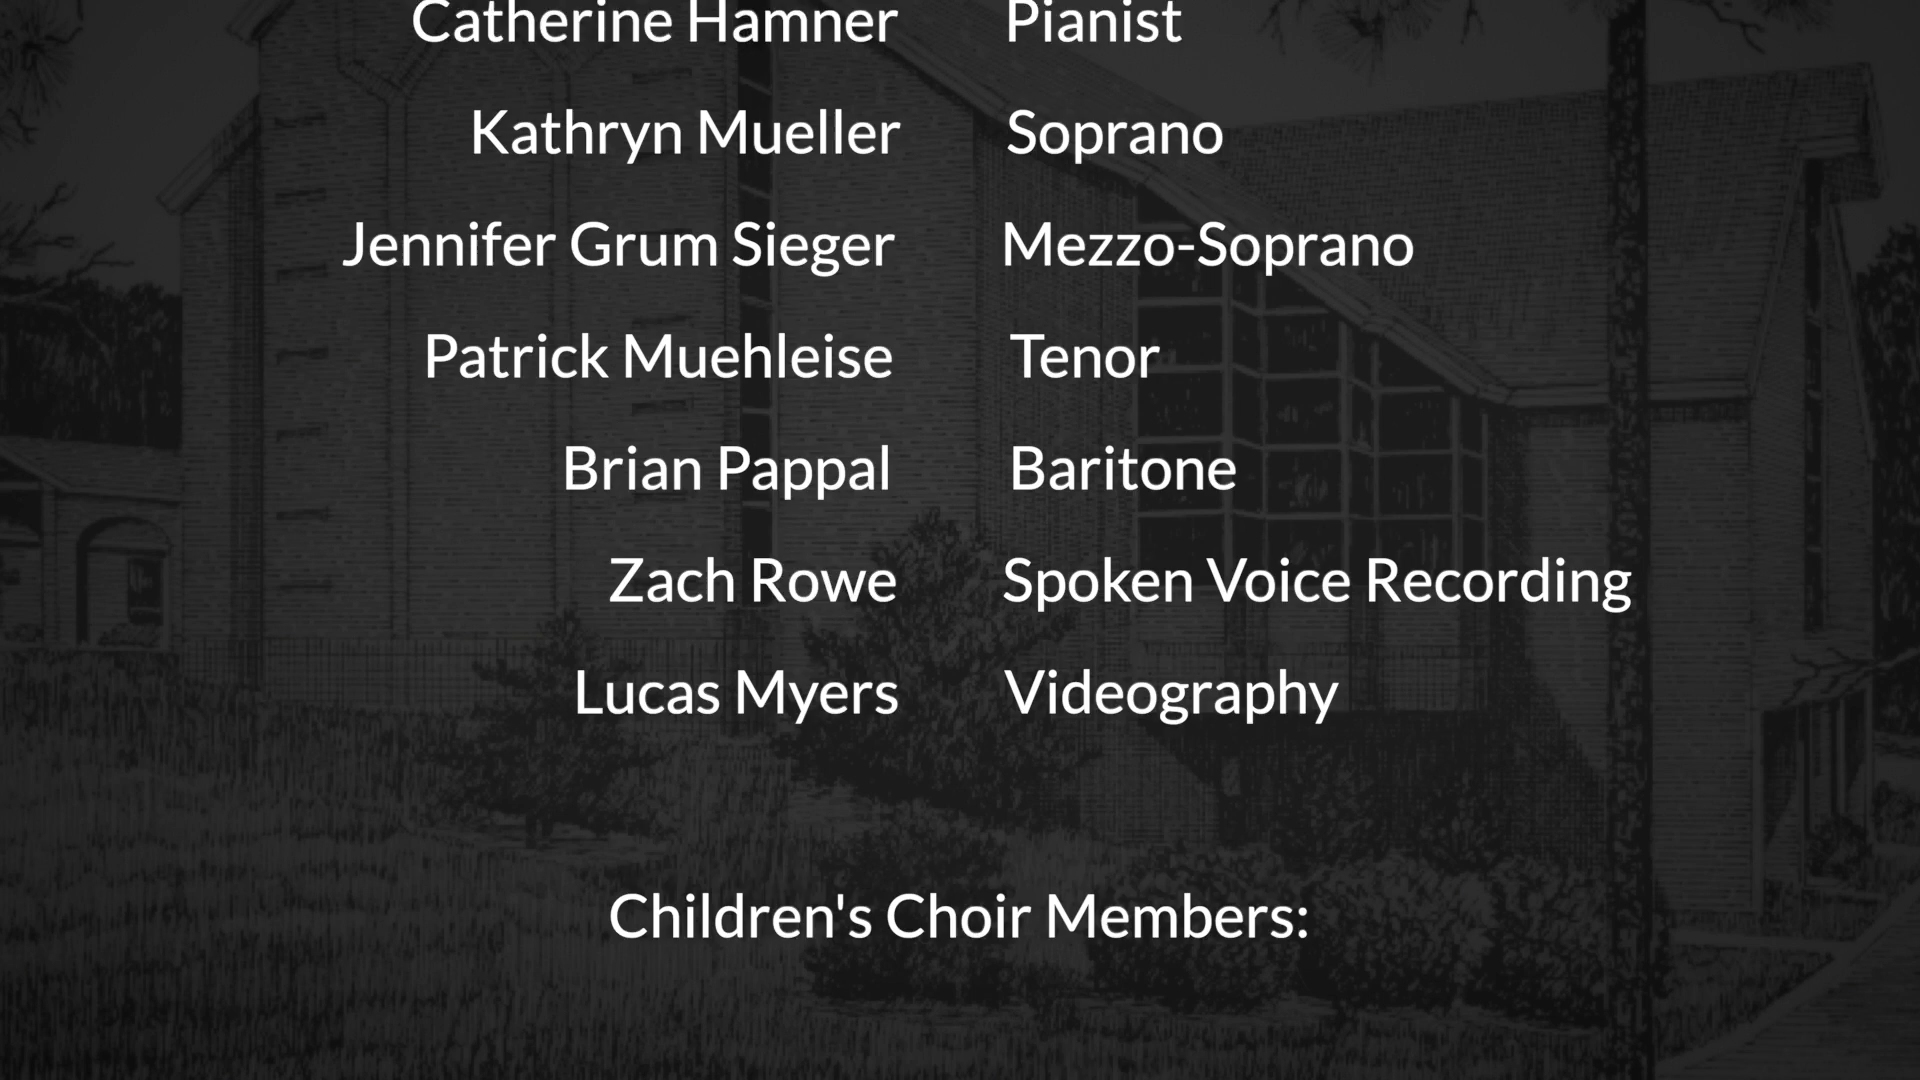 Catherine Hamner Pianist
Kathryn Mueller Soprano
Jennifer Grum Sieger Mezzo-Soprano
Patrick Muehleise Tenor
Brian Pappal Baritone
Zach Rowe Spoken Voice Recording
Lucas Myers Videography
Children's Choir Members: